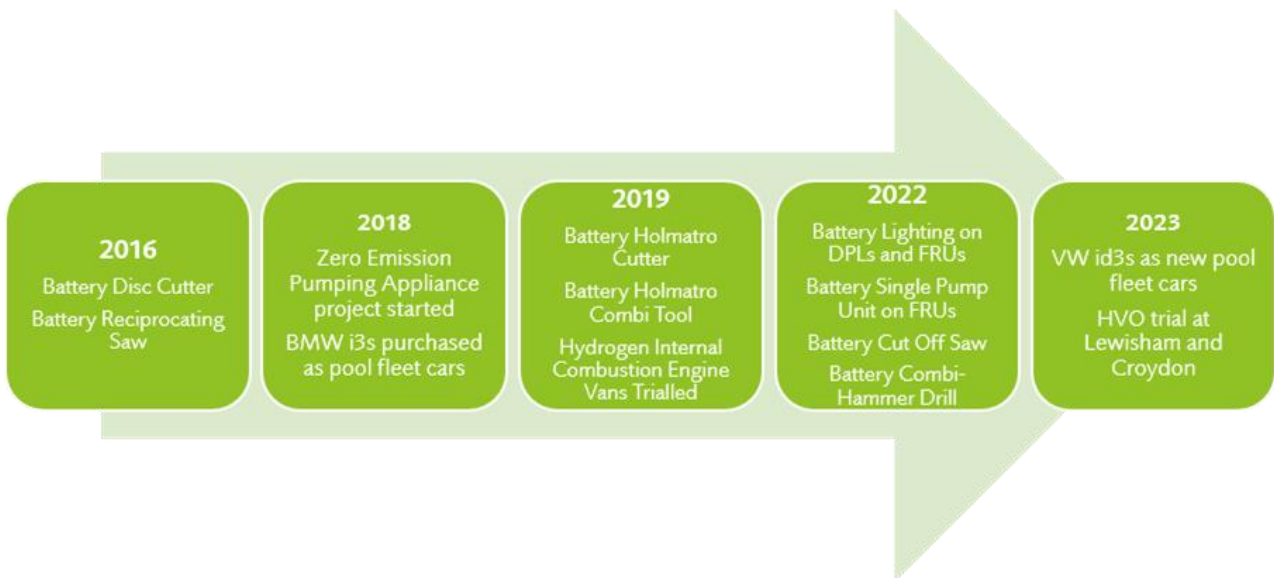 2016
Battery Disc Cutter
Battery Reciprocating
Saw
2018
Zero Emission
Pumping Appliance
project started
BMW i3s purchased
as pool fleet cars
2019
Battery Holmatro
Cutter
Battery Holmatro
Combi Tool
Hydrogen Internal
Combustion Engine
Vans Trialled
2022
Battery Lighting on
DPLs and FRUs
Battery Single Pump
Unit on FRUs
Battery Cut Off Saw
Battery Combi-
Hammer Drill
2023
VW id3s as new pool
fleet cars
HVO trial at
Lewisham and
Croydon